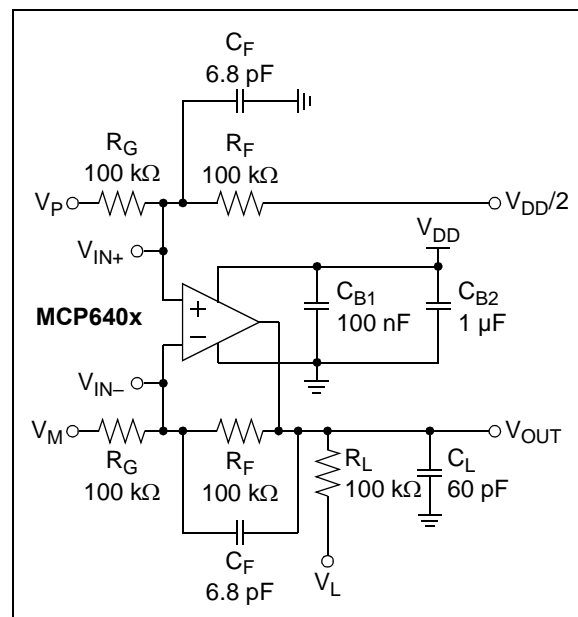 C_F
6.8 pF
R_G
100 kΩ
R_F
100 kΩ
V_P
V_DD/2
V_IN+
V_DD
MCP640x
+
–
C_B1
100 nF
C_B2
1 µF
V_IN–
V_M
V_OUT
R_G
100 kΩ
R_F
100 kΩ
R_L
100 kΩ
C_L
60 pF
C_F
6.8 pF
V_L